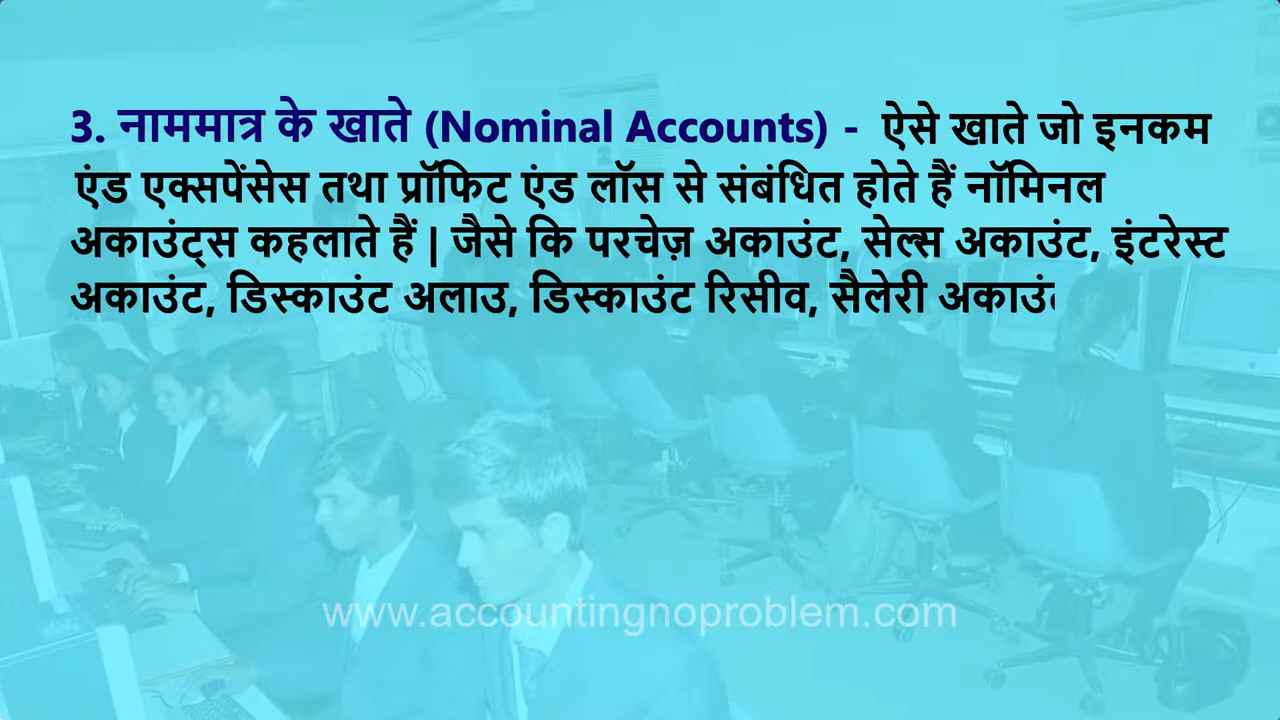 3. नाममात्र के खाते (Nominal Accounts) - ऐसे खाते जो इनकम
एंड एक्सपेंसेस तथा प्रॉफिट एंड लॉस से संबंधित होते हैं नॉमिनल
अकाउंट्स कहलाते हैं | जैसे कि परचेज़ अकाउंट, सेल्स अकाउंट, इंटरेस्ट
अकाउंट, डिस्काउंट अलाउ, डिस्काउंट रिसीव, सैलेरी
www.accountingnoproblem.com